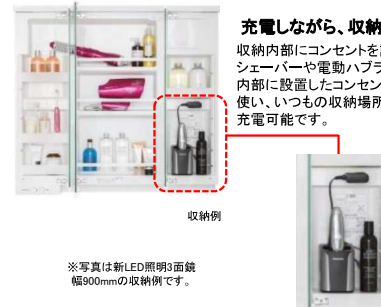 充電しながら、収納
収納内部にコンセントを
シェーバーや電動ハブラ
内部に設置したコンセン
使い、いつもの収納場所
充電可能です。
収納例
※写真は新LED照明3面鏡
幅900mmの収納例です。